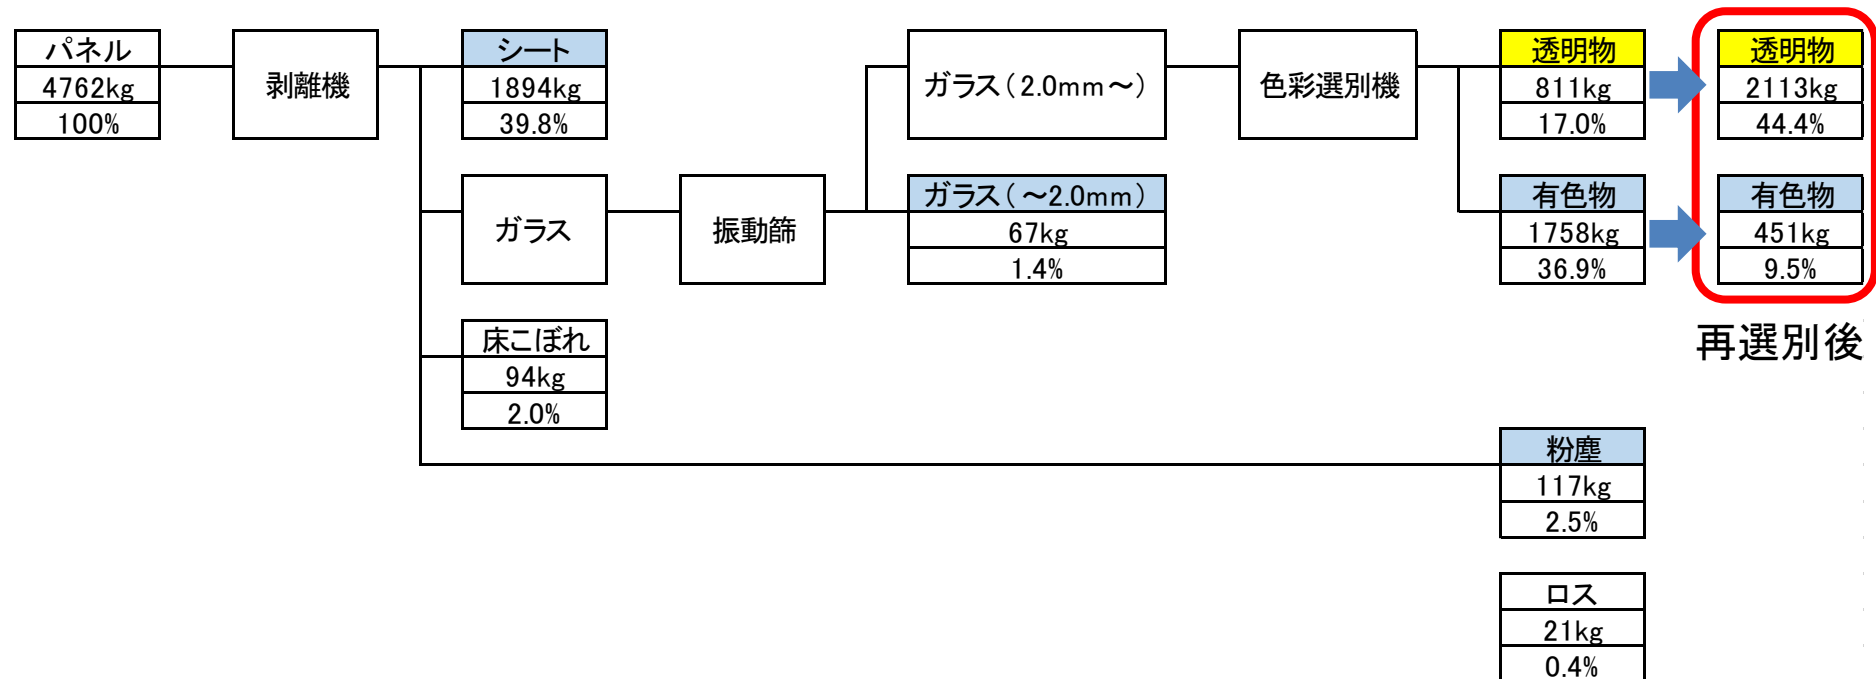 パネル
4762kg
100%
剥離機
シート
1894kg
39.8%
ガラス
振動篩
床こぼれ
94kg
2.0%
ガラス(2.0mm～)
ガラス(～2.0mm)
67kg
1.4%
色彩選別機
透明物
811kg
17.0%
有色物
1758kg
36.9%
透明物
2113kg
44.4%
有色物
451kg
9.5%
再選別後
粉塵
117kg
2.5%
ロス
21kg
0.4%